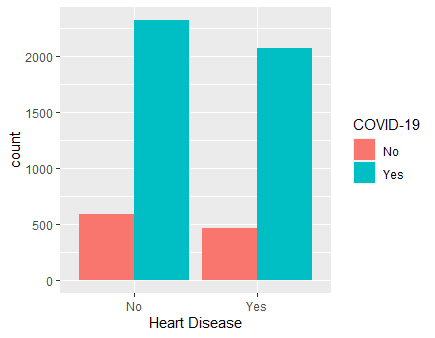 2000
1500
1000
500
0
count
No
Yes
Heart Disease
COVID-19
No
Yes